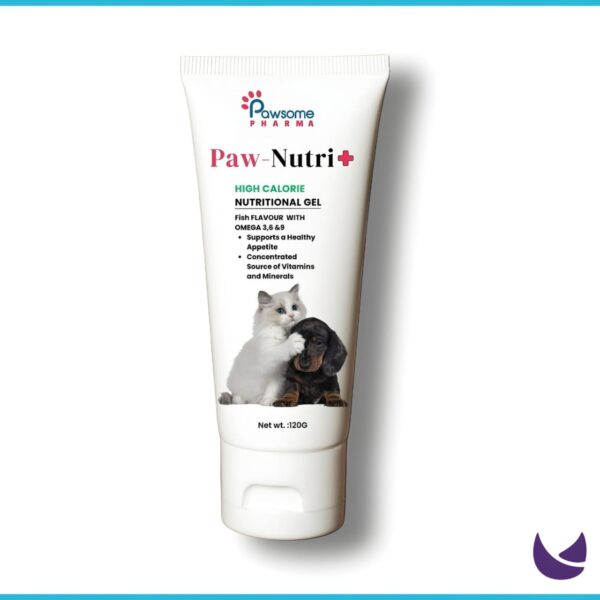 Pawsome
PHARMA
Paw-Nutri+
HIGH CALORIE
NUTRITIONAL GEL
Fish FLAVOUR WITH
OMEGA 3,6 &9
• Supports a Healthy
Appetite
• Concentrated
Source of Vitamins
and Minerals
Net wt. :120G